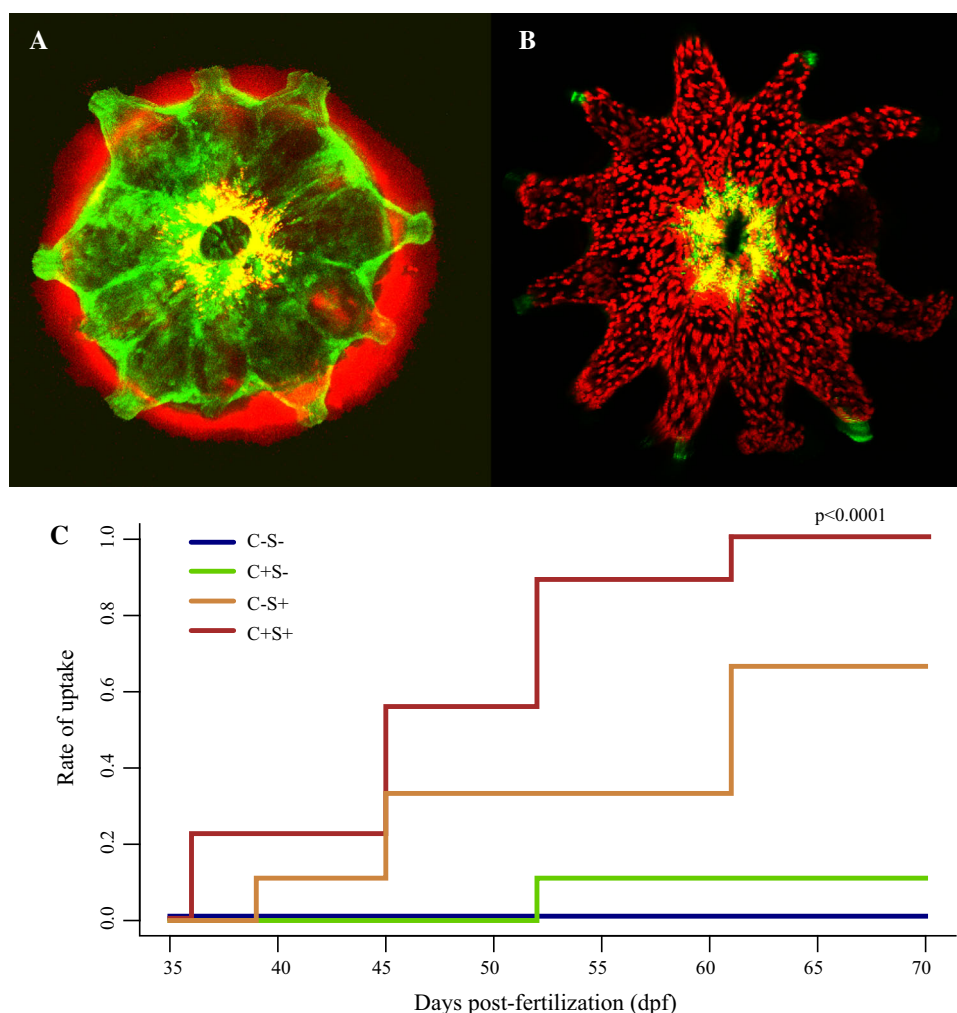 A
B
C
p<0.0001
C-S-
C+S-
C-S+
C+S+
Rate of uptake
1.0
0.8
0.6
0.4
0.2
0.0
35 40 45 50 55 60 65 70
Days post-fertilization (dpf)